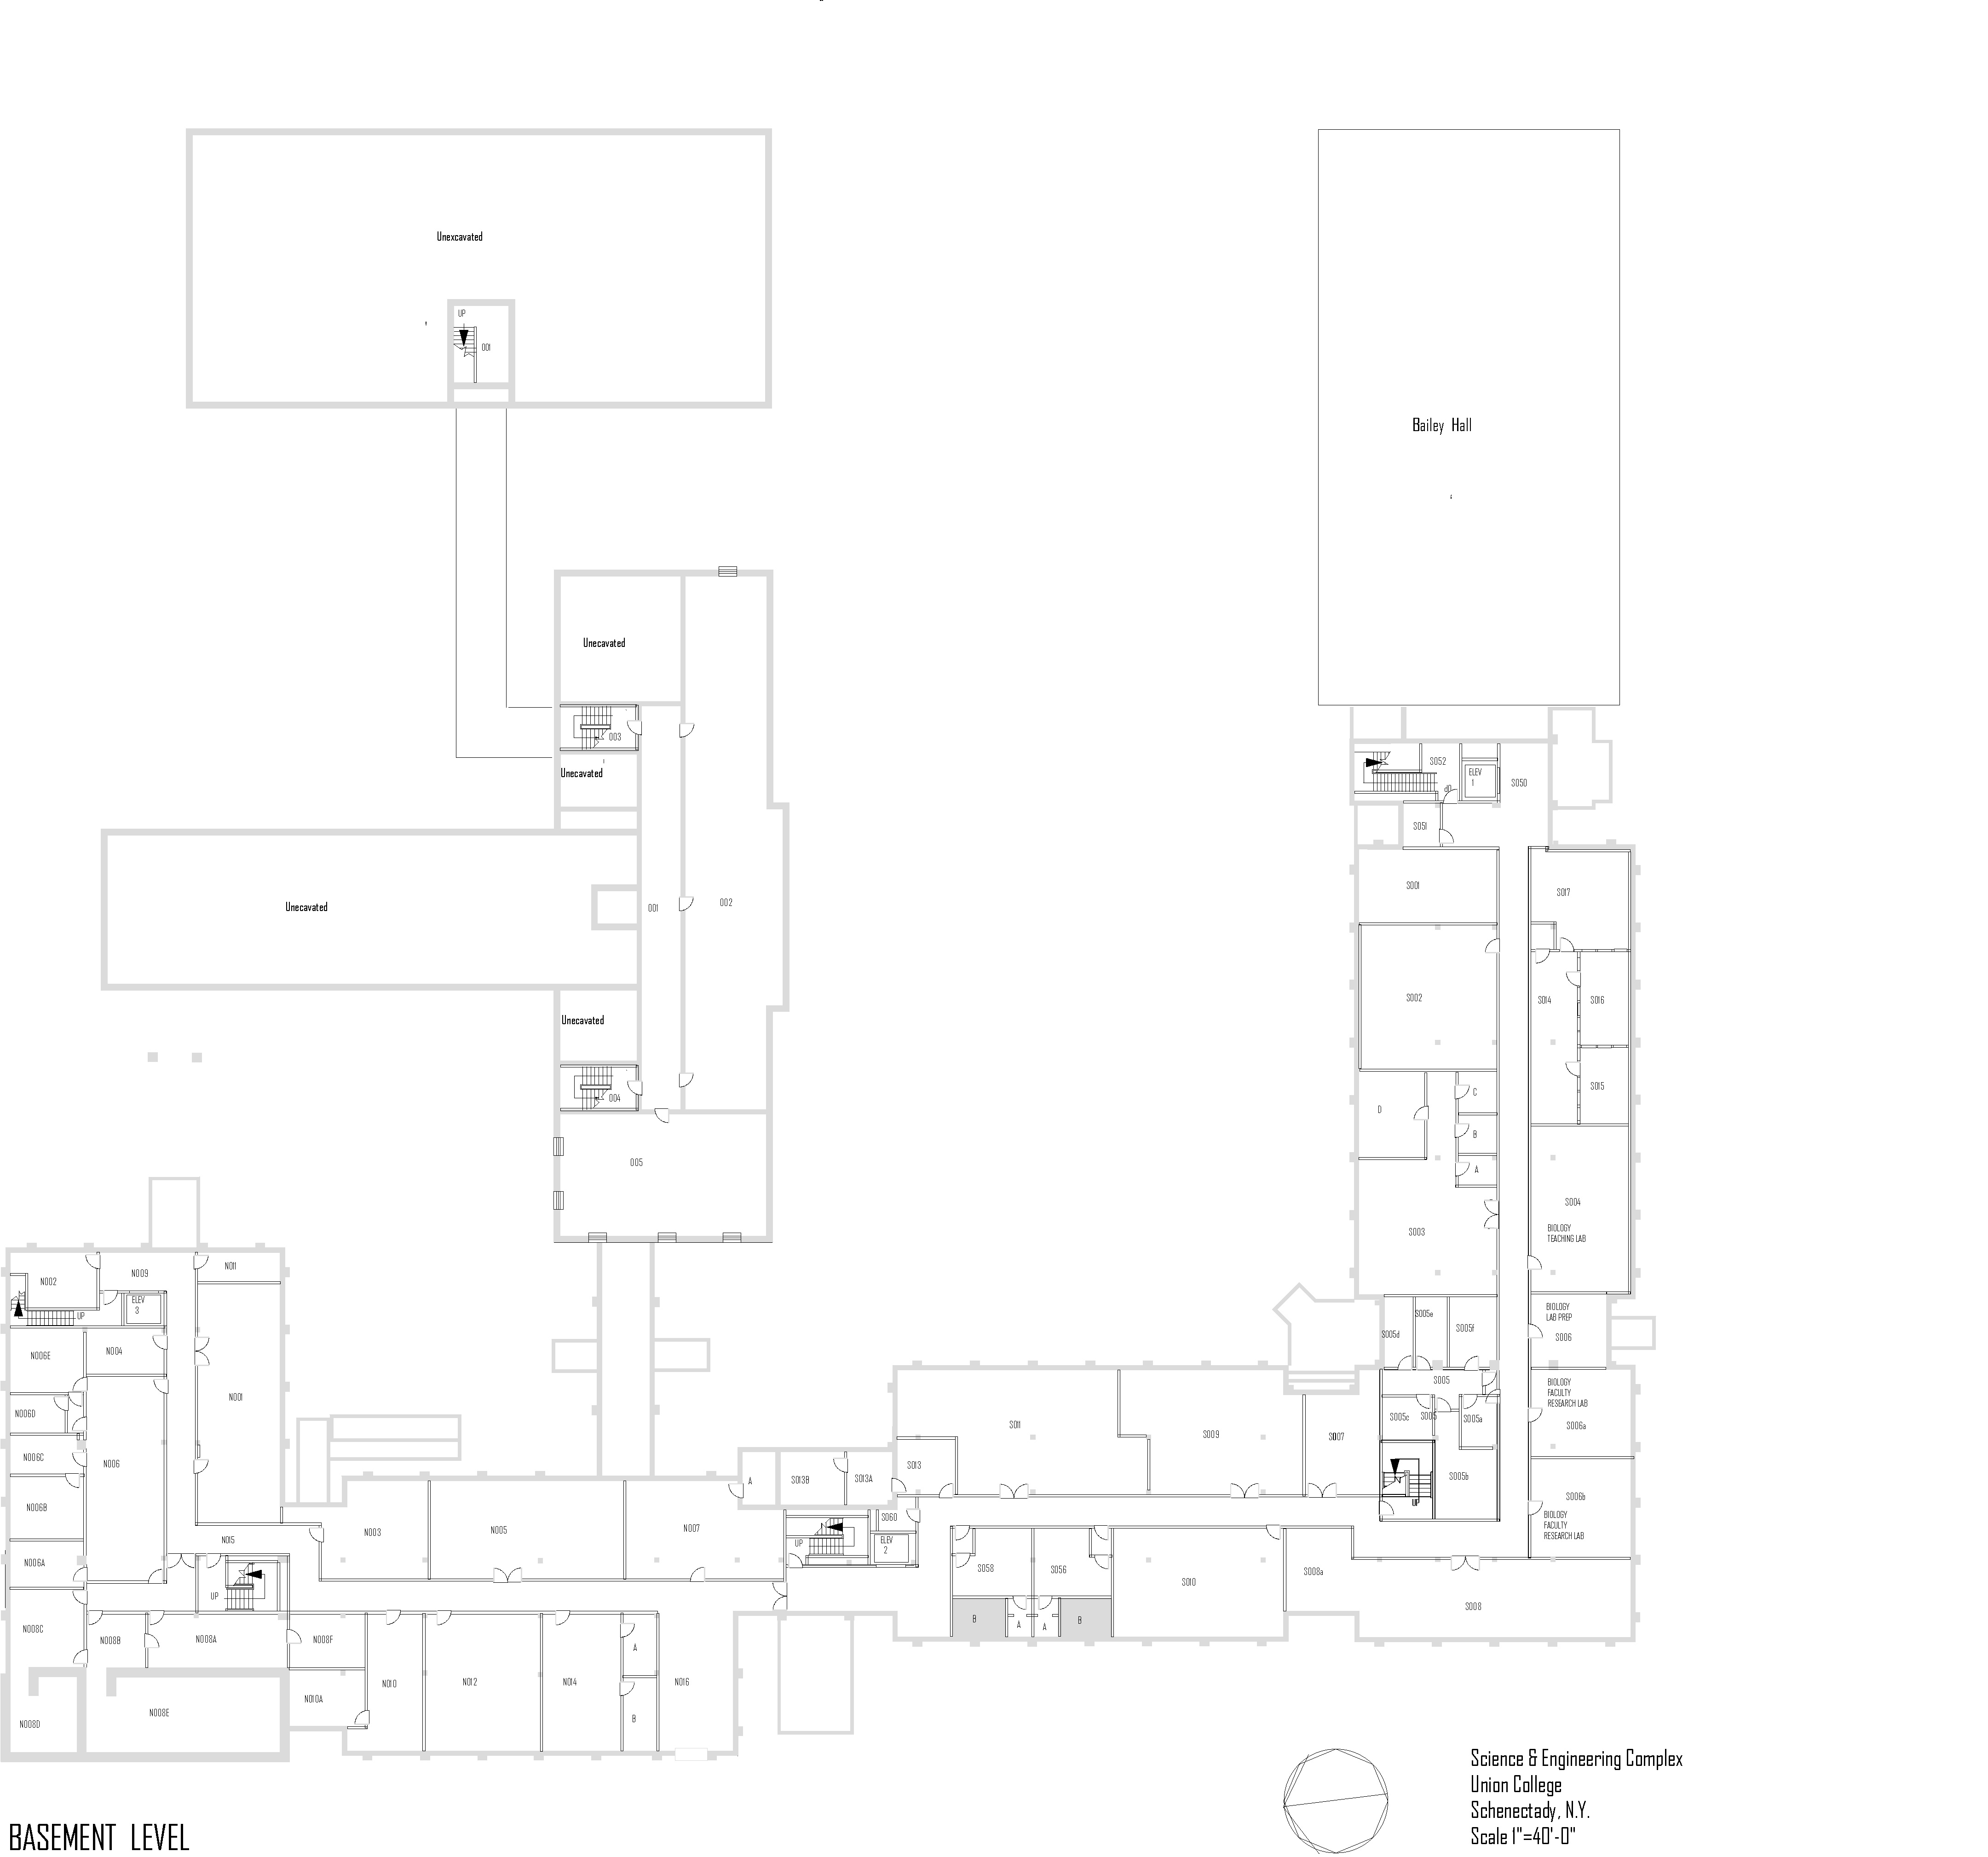 Unexcavated
UP
001
Bailey Hall
Unecavated
003
Unecavated
S052
ELEV
1
S050
S051
S001
S017
Unecavated
001
002
S002
S014
S016
Unecavated
004
D
C
B
A
S015
005
S004
BIOLOGY
TEACHING LAB
S003
N002
N009
N011
ELEV
3
UP
BIOLOGY
LAB PREP
S006
S005d
S005e
S005f
N006E
N004
S005
N001
BIOLOGY
FACULTY
RESEARCH LAB
S006a
N006D
S005c
S005
S005a
S011
S009
S007
N006C
N006
A
S013B
S013A
S013
S005b
UP
N006B
S006b
BIOLOGY
FACULTY
RESEARCH LAB
N015
N003
N005
N007
S060
UP
ELEV
2
N006A
UP
S058
S056
S010
S008a
S008
B
A
A
B
N008C
N008B
N008A
N008F
A
N010
N012
N014
N016
N010A
B
N008D
N008E
Science & Engineering Complex
Union College
Schenectady, N.Y.
Scale 1"=40'-0"
BASEMENT LEVEL